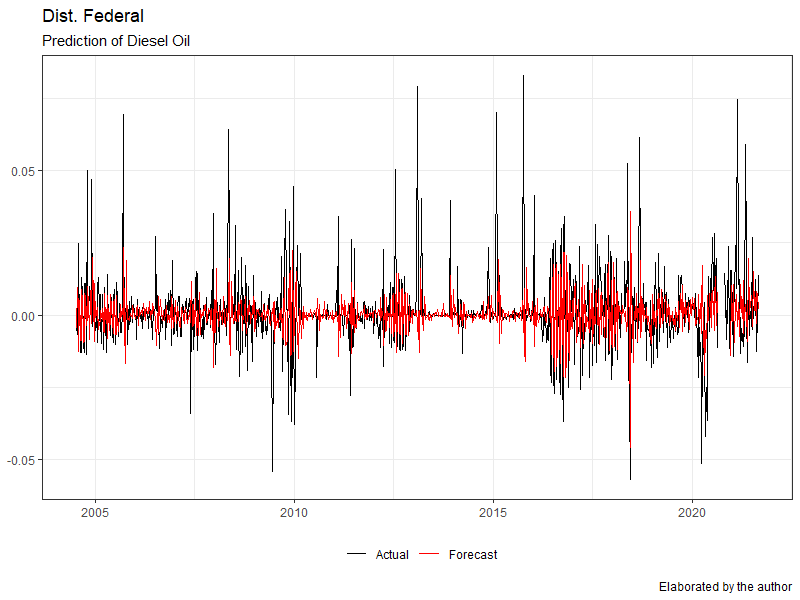 Dist. Federal
Prediction of Diesel Oil
0.05
0.00
-0.05
2005 2010 2015 2020
Actual Forecast
Elaborated by the author